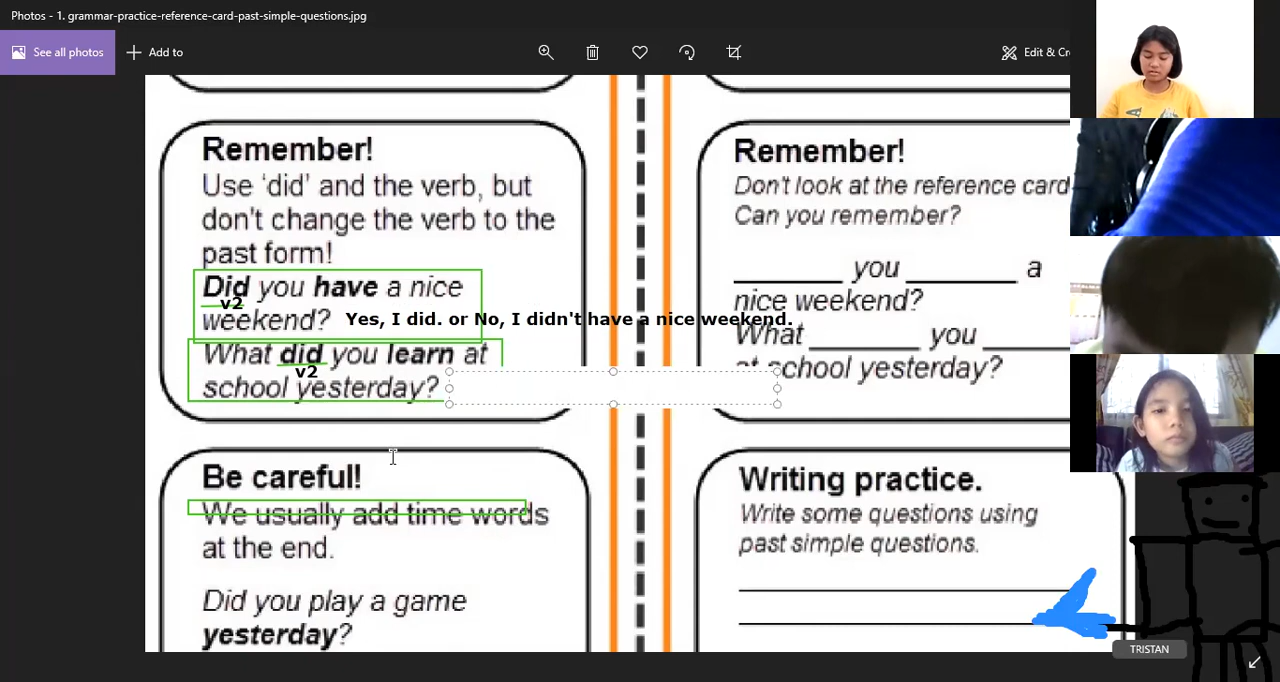 Photos - 1. grammar-practice-reference-card-past-simple-questions.jpg
See all photos
Add to
Edit & Cr
Remember!
Use ‘did’ and the verb, but
don't change the verb to the
past form!
Did you have a nice
v2
weekend?
Yes, I did. or No, I didn't have a nice weekend.
What did you learn at
v2
school yesterday?
Be careful!
We usually add time words
at the end.
Did you play a game
yesterday?
Remember!
Don't look at the reference card
Can you remember?
_______ you _______ a
nice weekend?
What _______ you _______
at school yesterday?
Writing practice.
Write some questions using
past simple questions.
TRISTAN